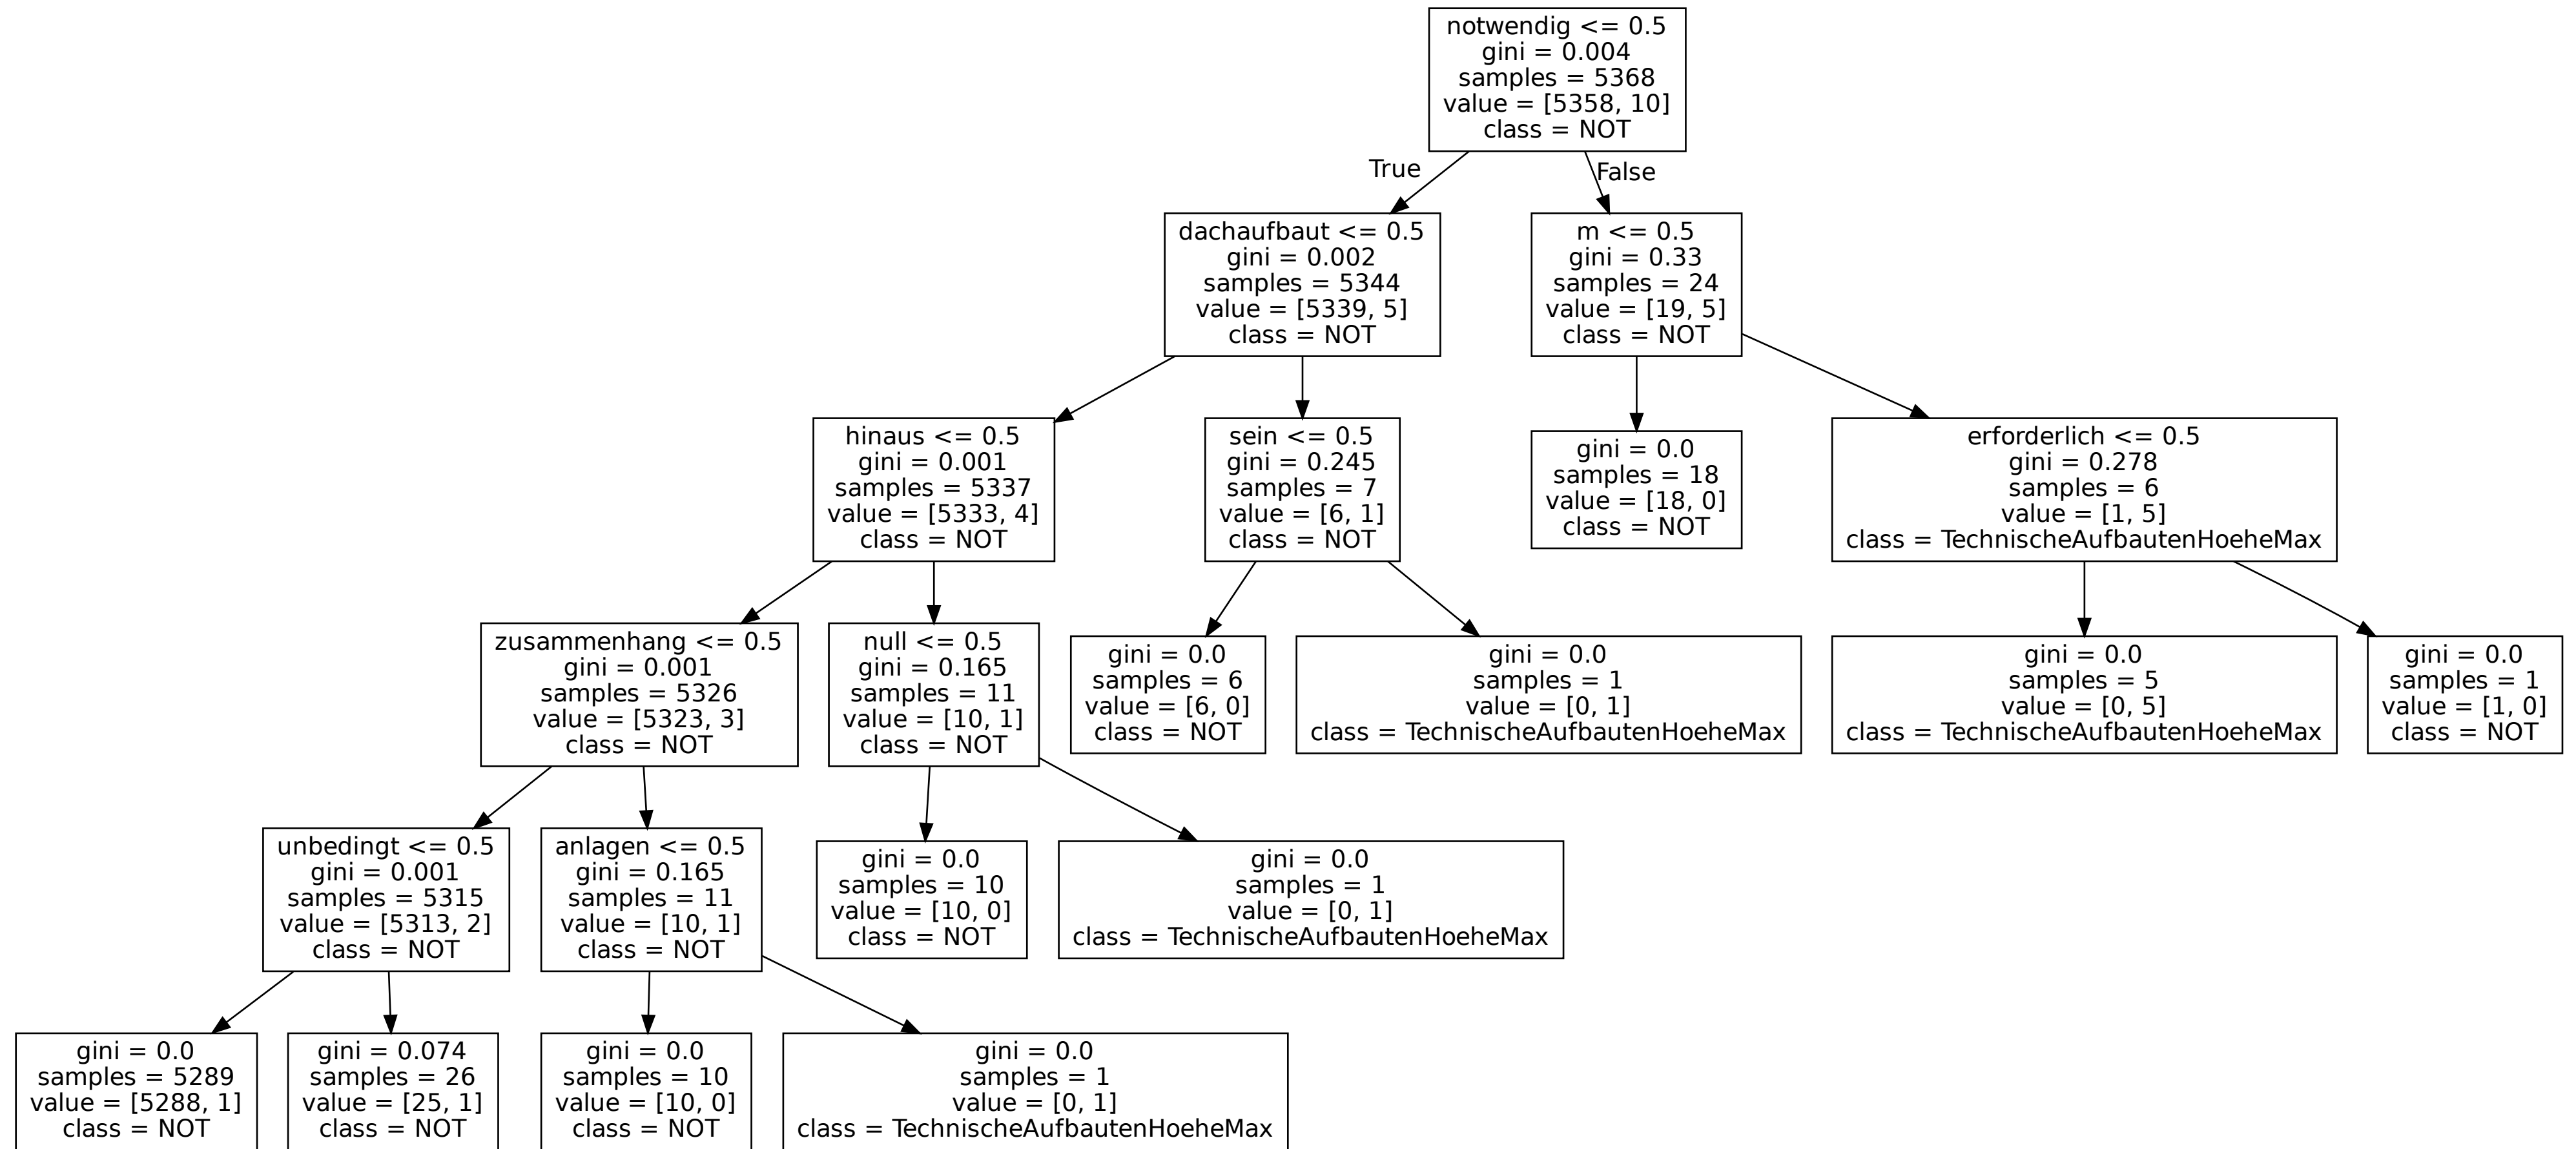 notwendig <= 0.5
gini = 0.004
samples = 5368
value = [5358, 10]
class = NOT
True
False
dachaufbaut <= 0.5
gini = 0.002
samples = 5344
value = [5339, 5]
class = NOT
m <= 0.5
gini = 0.33
samples = 24
value = [19, 5]
class = NOT
hinaus <= 0.5
gini = 0.001
samples = 5337
value = [5333, 4]
class = NOT
sein <= 0.5
gini = 0.245
samples = 7
value = [6, 1]
class = NOT
gini = 0.0
samples = 18
value = [18, 0]
class = NOT
erforderlich <= 0.5
gini = 0.278
samples = 6
value = [1, 5]
class = TechnischeAufbautenHoeheMax
zusammenhang <= 0.5
gini = 0.001
samples = 5326
value = [5323, 3]
class = NOT
null <= 0.5
gini = 0.165
samples = 11
value = [10, 1]
class = NOT
gini = 0.0
samples = 6
value = [6, 0]
class = NOT
gini = 0.0
samples = 1
value = [0, 1]
class = TechnischeAufbautenHoeheMax
gini = 0.0
samples = 5
value = [0, 5]
class = TechnischeAufbautenHoeheMax
gini = 0.0
samples = 1
value = [1, 0]
class = NOT
unbedingt <= 0.5
gini = 0.001
samples = 5315
value = [5313, 2]
class = NOT
anlagen <= 0.5
gini = 0.165
samples = 11
value = [10, 1]
class = NOT
gini = 0.0
samples = 10
value = [10, 0]
class = NOT
gini = 0.0
samples = 1
value = [0, 1]
class = TechnischeAufbautenHoeheMax
gini = 0.0
samples = 5289
value = [5288, 1]
class = NOT
gini = 0.074
samples = 26
value = [25, 1]
class = NOT
gini = 0.0
samples = 10
value = [10, 0]
class = NOT
gini = 0.0
samples = 1
value = [0, 1]
class = TechnischeAufbautenHoeheMax